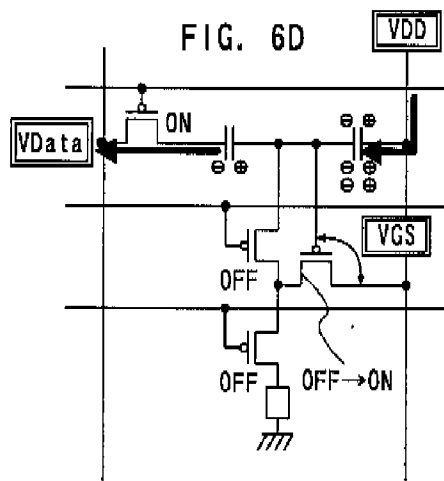 FIG. 6D
VDD
ON
VData
⊖ ⊕
⊖ ⊕
⊖ ⊕
⊖ ⊕
⊖ ⊕
VGS
OFF
OFF→ON
OFF